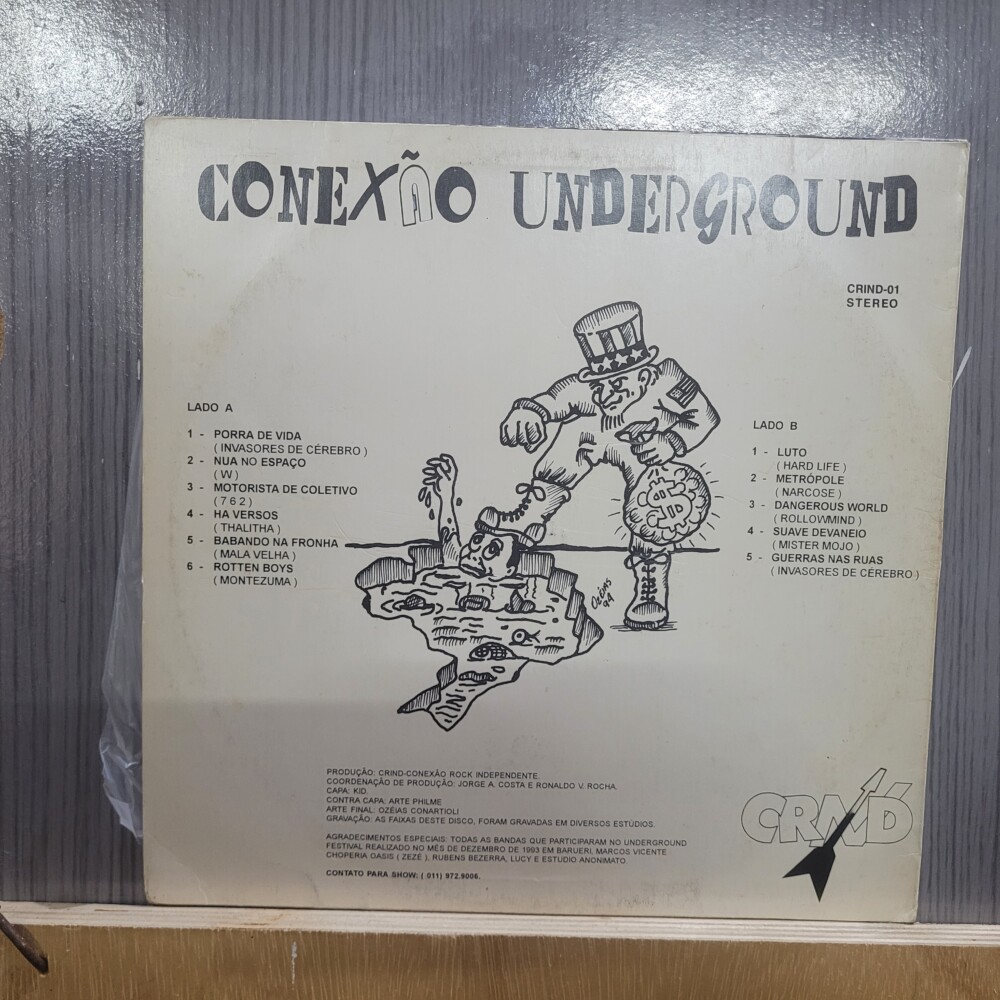 CONEXÃO UNDERGROUND
CRIND-01
STEREO
LADO A
1 - PORRA DE VIDA
( INVASORES DE CÉREBRO )
2 - NUA NO ESPAÇO
( W )
3 - MOTORISTA DE COLETIVO
( 7 6 2 )
4 - HA VERSOS
( THALITHA )
5 - BABANDO NA FRONHA
( MALA VELHA )
6 - ROTTEN BOYS
( MONTEZUMA )
LADO B
1 - LUTO
( HARD LIFE )
2 - METRÓPOLE
( NARCOSE )
3 - DANGEROUS WORLD
( ROLLOWMIND )
4 - SUAVE DEVANEIO
( MISTER MOJO )
5 - GUERRAS NAS RUAS
( INVASORES DE CÉREBRO )
Ozéias
94
PRODUÇÃO: CRIND-CONEXÃO ROCK INDEPENDENTE.
COORDENAÇÃO DE PRODUÇÃO: JORGE A. COSTA E RONALDO V. ROCHA.
CAPA: KID.
CONTRA CAPA: ARTE PHILME
ARTE FINAL: OZÉIAS CONARTIOLI
GRAVAÇÃO: AS FAIXAS DESTE DISCO, FORAM GRAVADAS EM DIVERSOS ESTÚDIOS.
AGRADECIMENTOS ESPECIAIS: TODAS AS BANDAS QUE PARTICIPARAM NO UNDERGROUND
FESTIVAL REALIZADO NO MÊS DE DEZEMBRO DE 1993 EM BARUERI, MARCOS VICENTE
CHOPERIA OASIS ( ZEZÉ ), RUBENS BEZERRA, LUCY E ESTUDIO ANONIMATO.
CONTATO PARA SHOW: ( 011) 972.9006.
CRIND